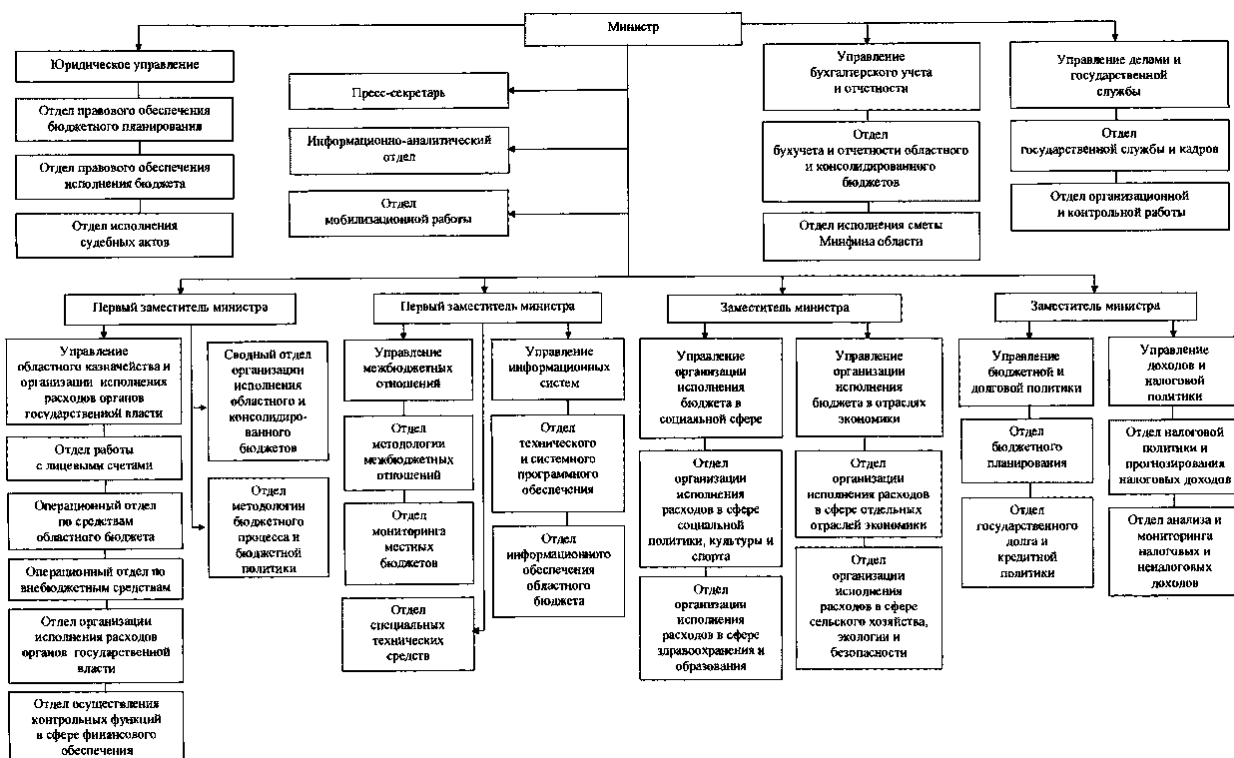 Министр
Юридическое управление
Отдел правового обеспечения
бюджетного планирования
Отдел правового обеспечения
исполнения бюджета
Отдел исполнения
судебных актов
Пресс-секретарь
Информационно-аналитический
отдел
Отдел
мобилизационной работы
Управление
бухгалтерского учета
и отчетности
Отдел
бухучета и отчетности областного
и консолидированного
бюджетов
Отдел исполнения сметы
Минфина области
Управление делами и
государственной
службы
Отдел
государственной службы и кадров
Отдел организационной
и контрольной работы
Первый заместитель министра
Управление
областного казначейства и
организации исполнения
расходов органов
государственной власти
Отдел работы
с лицевыми счетами
Операционный отдел
по средствам
областного бюджета
Операционный отдел по
внебюджетным средствам
Отдел организации
исполнения расходов
органов государственной
власти
Отдел осуществления
контрольных функций
в сфере финансового
обеспечения
Сводный отдел
организации
исполнения
областного и
консолидиро-
ванного
бюджетов
Отдел
методологии
бюджетного
процесса и
бюджетной
политики
Первый заместитель министра
Управление
межбюджетных
отношений
Отдел
методологии
межбюджетных
отношений
Отдел
мониторинга
местных
бюджетов
Отдел
специальных
технических
средств
Управление
информационных
систем
Отдел
технического
и системного
программного
обеспечения
Отдел
информационного
обеспечения
областного
бюджета
Заместитель министра
Управление
организации
исполнения
бюджета в
социальной
сфере
Отдел
организации
исполнения
расходов в сфере
социальной
политики, культуры и
спорта
Отдел
организации
исполнения
расходов в сфере
здравоохранения и
образования
Управление
организации
исполнения
бюджета в отраслях
экономики
Отдел
организации
исполнения расходов
в сфере отдельных
отраслей экономики
Отдел
организации
исполнения
расходов в сфере
сельского хозяйства,
экологии и
безопасности
Заместитель министра
Управление
бюджетной и
долговой политики
Отдел
бюджетного
планирования
Отдел
государственного
долга и
кредитной
политики
Управление
доходов и
налоговой
политики
Отдел налоговой
политики и
прогнозирования
налоговых доходов
Отдел анализа и
мониторинга
налоговых и
неналоговых
доходов